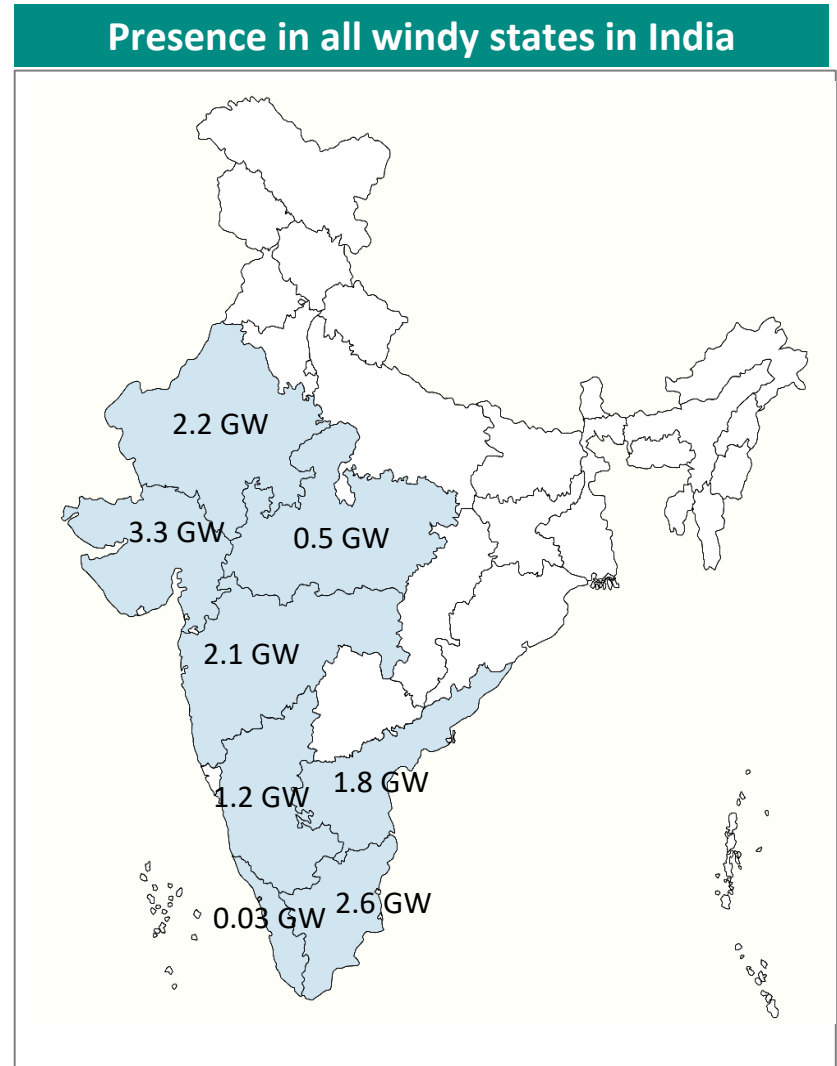 Presence in all windy states in India
2.2 GW
3.3 GW
0.5 GW
2.1 GW
1.2 GW
1.8 GW
0.03 GW
2.6 GW